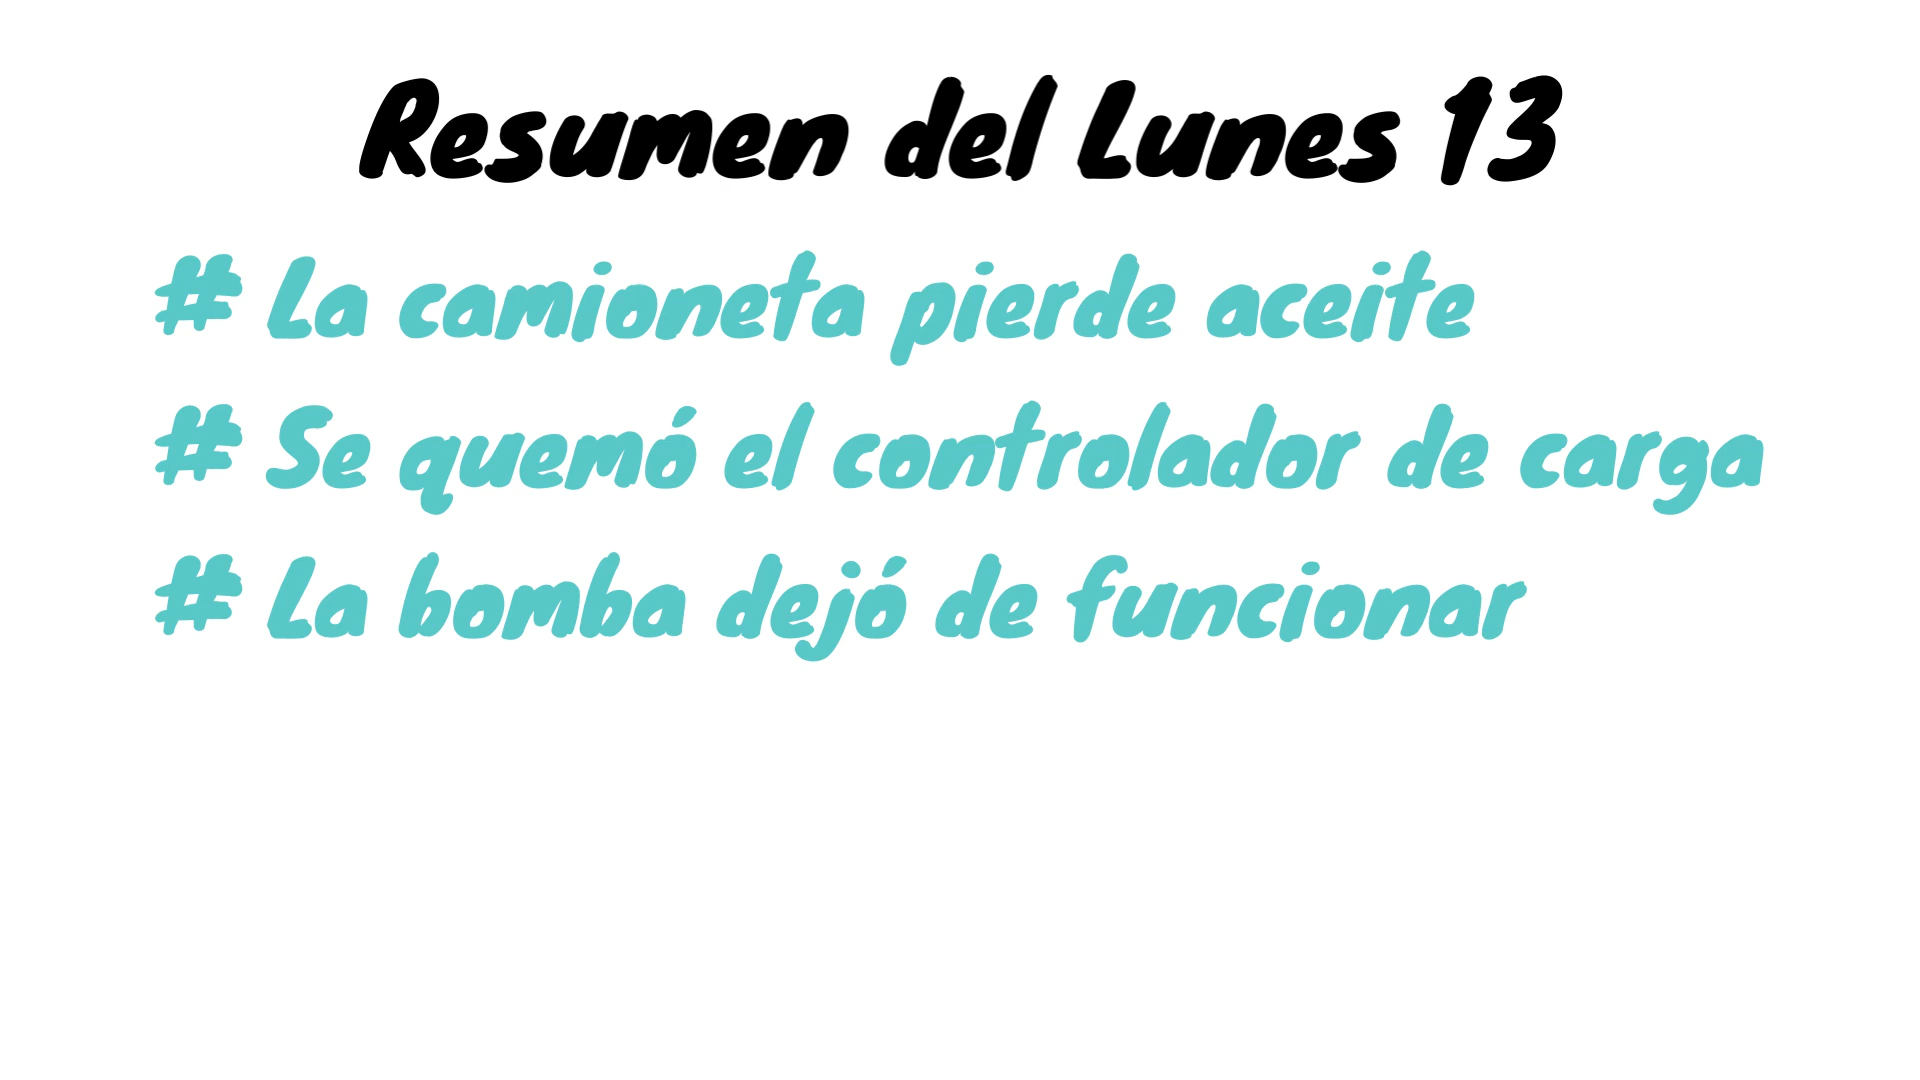 Resumen del Lunes 13
# La camioneta pierde aceite
# Se quemó el controlador de carga
# La bomba dejó de funcionar